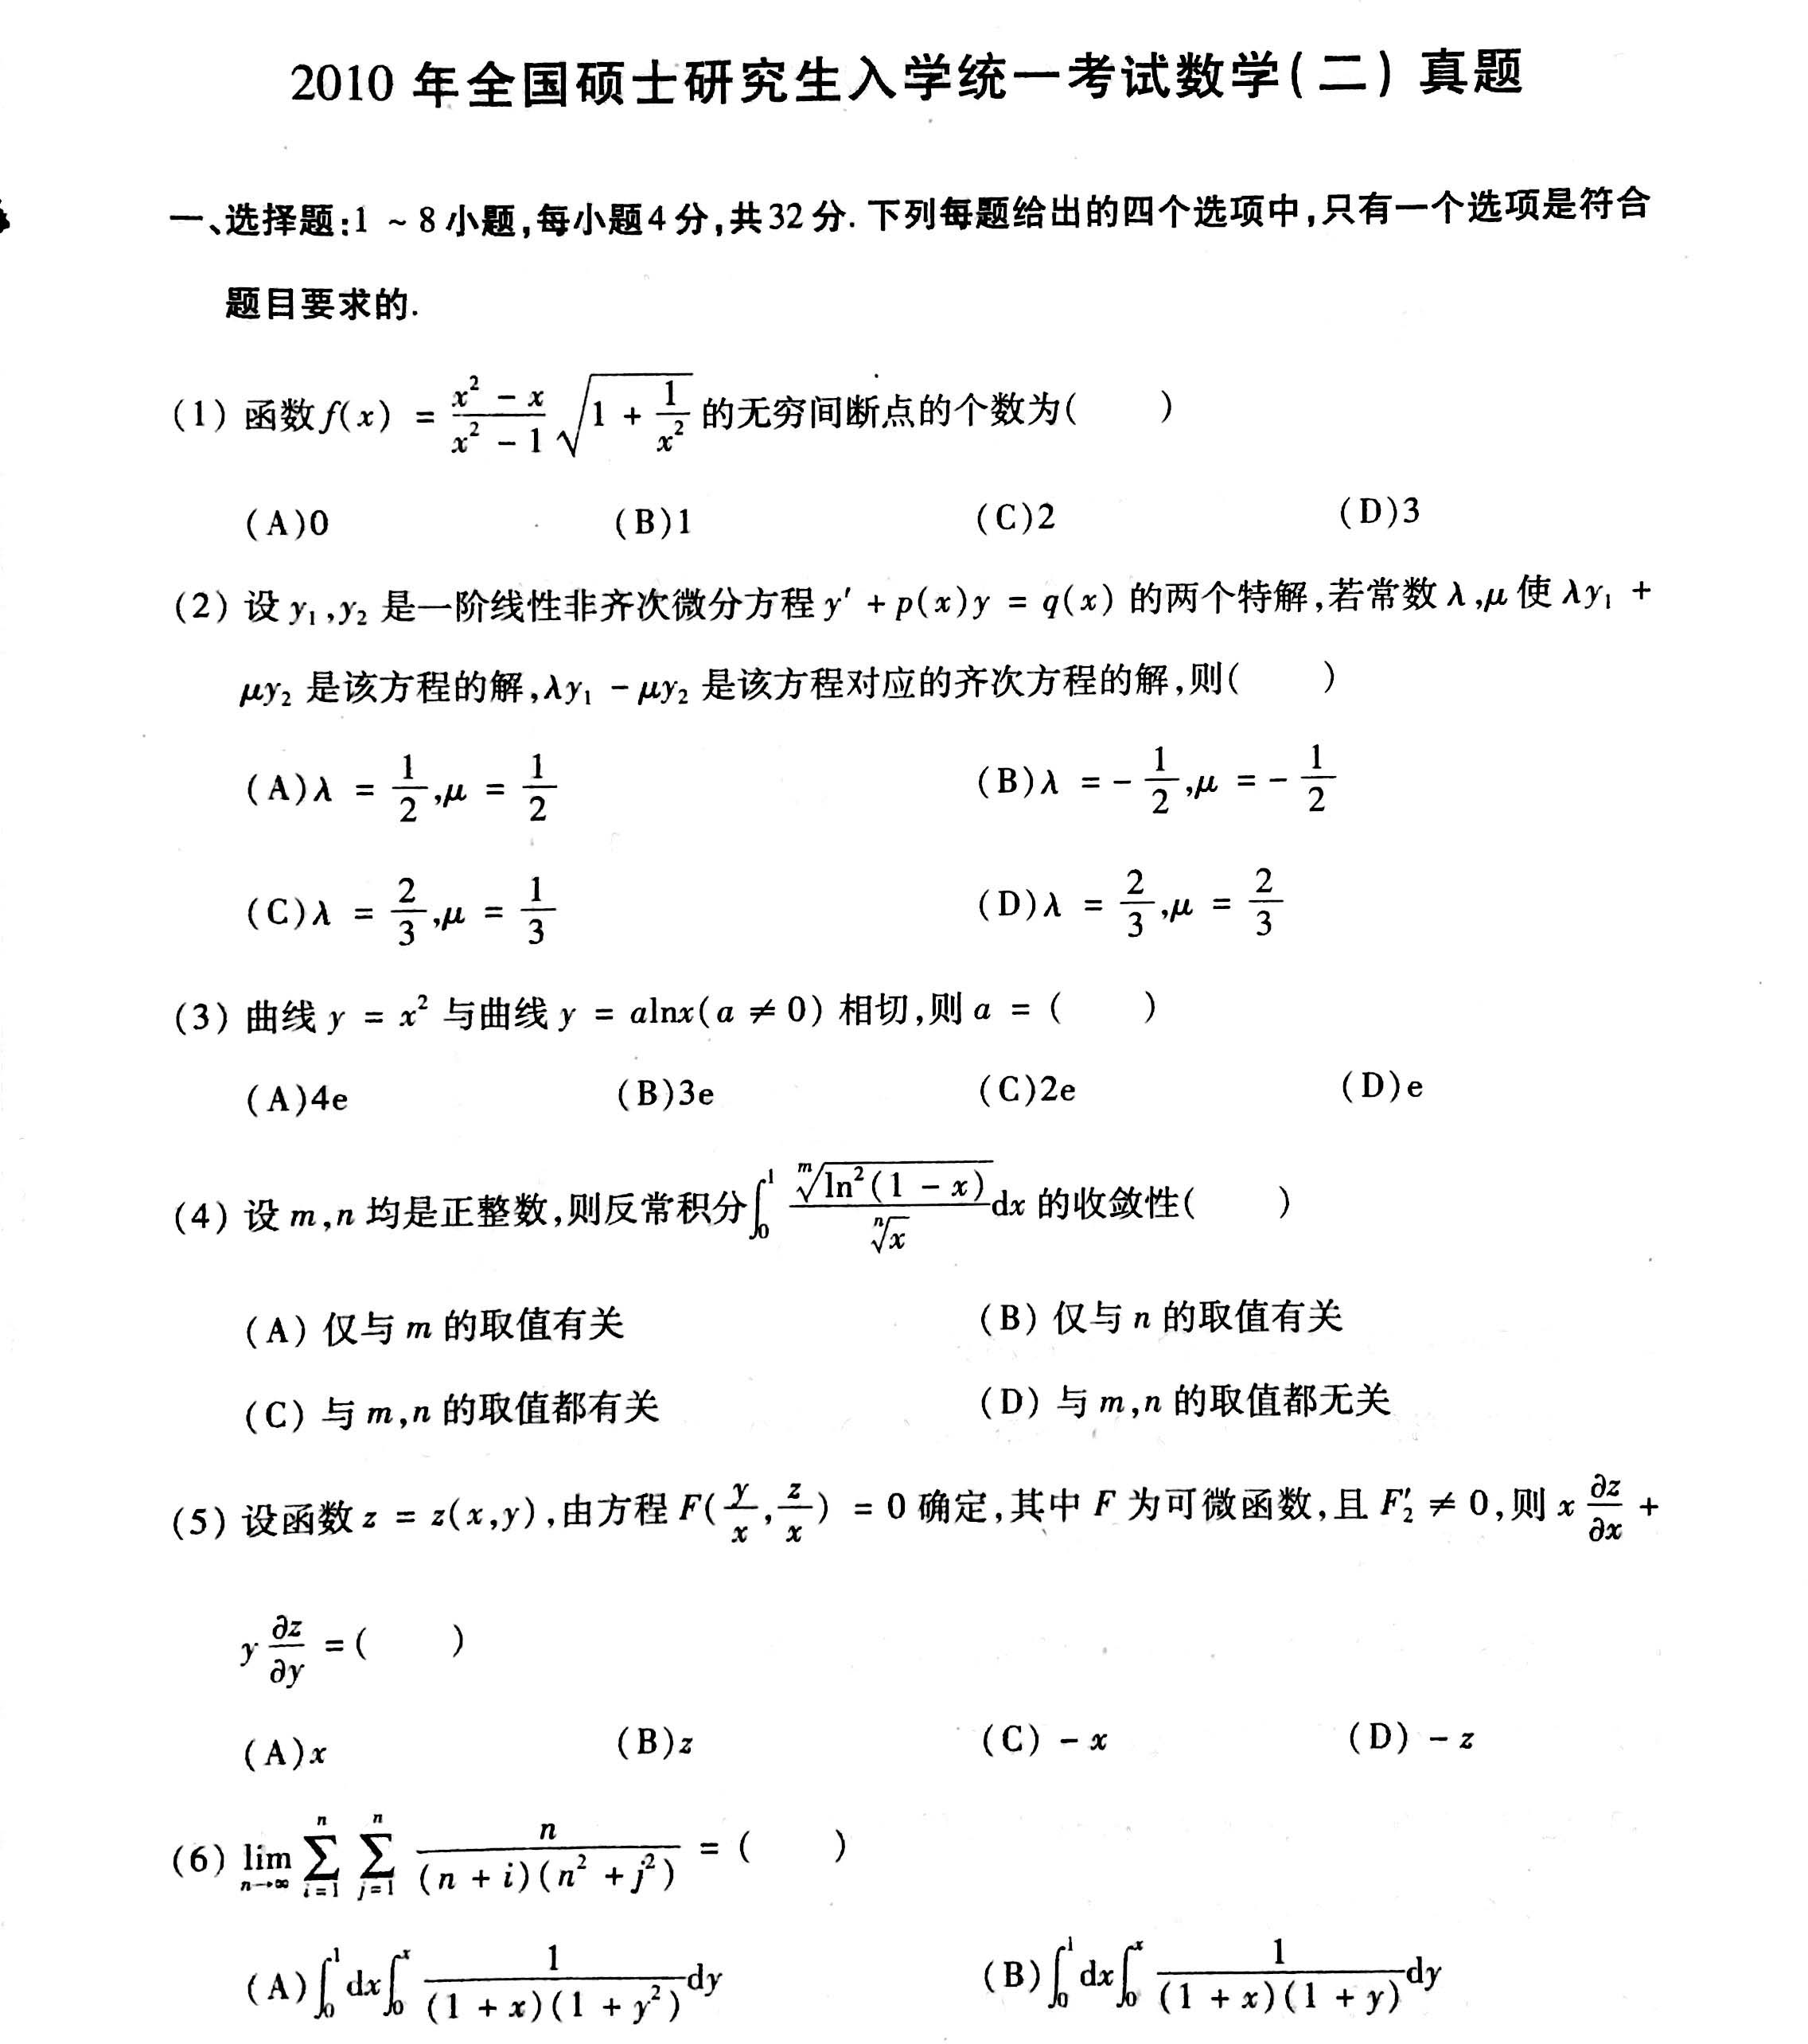 2010 年全国硕士研究生入学统一考试数学(二) 真题
一、选择题:1 ~ 8 小题,每小题4分,共32分. 下列每题给出的四个选项中,只有一个选项是符合
题目要求的.
(1) 函数 $f(x) = \frac{x^2 - x}{x^2 - 1}\sqrt{1 + \frac{1}{x^2}}$ 的无穷间断点的个数为(  )
(A)0 (B)1 (C)2 (D)3
(2) 设 $y_1,y_2$ 是一阶线性非齐次微分方程 $y' + p(x)y = q(x)$ 的两个特解,若常数 $\lambda,\mu$ 使 $\lambda y_1 +$
$\mu y_2$ 是该方程的解,$\lambda y_1 - \mu y_2$ 是该方程对应的齐次方程的解,则(  )
(A)$\lambda = \frac{1}{2},\mu = \frac{1}{2}$ (B)$\lambda = -\frac{1}{2},\mu = -\frac{1}{2}$
(C)$\lambda = \frac{2}{3},\mu = \frac{1}{3}$ (D)$\lambda = \frac{2}{3},\mu = \frac{2}{3}$
(3) 曲线 $y = x^2$ 与曲线 $y = a\ln x(a \neq 0)$ 相切,则 $a$ = (  )
(A)4e (B)3e (C)2e (D)e
(4) 设 $m,n$ 均是正整数,则反常积分 $\int_0^1 \frac{\sqrt[m]{\ln^2(1 - x)}}{\sqrt[n]{x}}dx$ 的收敛性(  )
(A) 仅与 $m$ 的取值有关 (B) 仅与 $n$ 的取值有关
(C) 与 $m,n$ 的取值都有关 (D) 与 $m,n$ 的取值都无关
(5) 设函数 $z = z(x,y)$,由方程 $F(\frac{y}{x},\frac{z}{x}) = 0$ 确定,其中 $F$ 为可微函数,且 $F'_2 \neq 0$,则 $x\frac{\partial z}{\partial x} +$
$y\frac{\partial z}{\partial y}$ =(  )
(A)$x$ (B)$z$ (C) $-x$ (D) $-z$
(6) $\lim_{n \to \infty} \sum_{i=1}^{n} \sum_{j=1}^{n} \frac{n}{(n + i)(n^2 + j^2)}$ = (  )
(A)$\int_0^1 dx\int_0^x \frac{1}{(1 + x)(1 + y^2)}dy$ (B)$\int_0^1 dx\int_0^x \frac{1}{(1 + x)(1 + y)}dy$